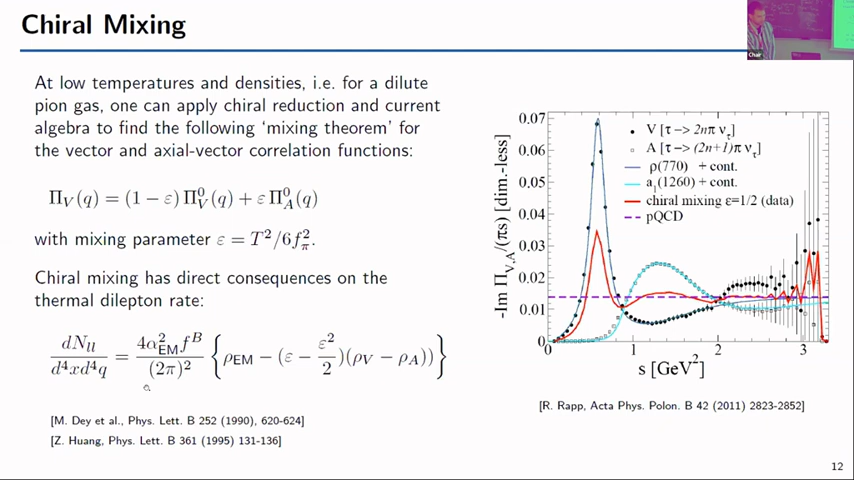 Chiral Mixing
Chair
At low temperatures and densities, i.e. for a dilute
pion gas, one can apply chiral reduction and current
algebra to find the following 'mixing theorem' for
the vector and axial-vector correlation functions:
Π_V(q) = (1 − ε) Π_V^0(q) + ε Π_A^0(q)
with mixing parameter ε = T²/6f_π².
Chiral mixing has direct consequences on the
thermal dilepton rate:
dN_ll / d⁴xd⁴q = 4α²_EM f^B / (2π)² { ρ_EM − (ε − ε²/2)(ρ_V − ρ_A)) }
[M. Dey et al., Phys. Lett. B 252 (1990), 620-624]
[Z. Huang, Phys. Lett. B 361 (1995) 131-136]
-Im Π_V,A/(πs) [dim.-less]
0.07
0.06
0.05
0.04
0.03
0.02
0.01
0
V [τ −> 2nπ ν_τ]
A [τ −> (2n+1)π ν_τ]
ρ(770) + cont.
a_1(1260) + cont.
chiral mixing ε=1/2 (data)
pQCD
0 1 2 3
s [GeV²]
[R. Rapp, Acta Phys. Polon. B 42 (2011) 2823-2852]
12